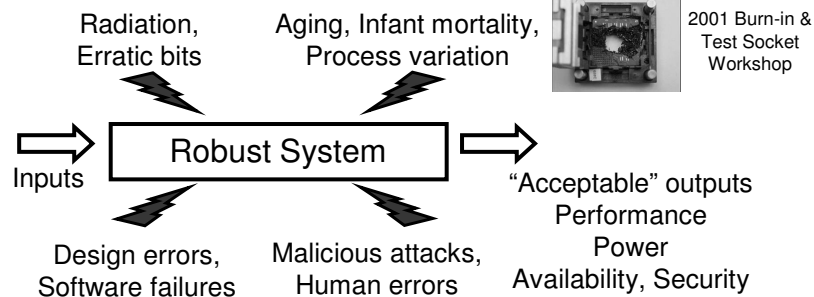 Radiation,
Erratic bits
Aging, Infant mortality,
Process variation
2001 Burn-in &
Test Socket
Workshop
Inputs
Robust System
“Acceptable” outputs
Performance
Power
Availability, Security
Design errors,
Software failures
Malicious attacks,
Human errors